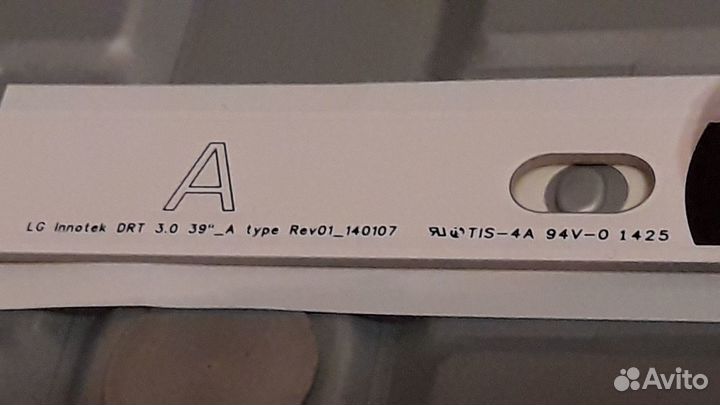 A
LG Innotek DRT 3.0 39"_A type Rev01_140107 TIS-4A 94V-0 1425
Avito